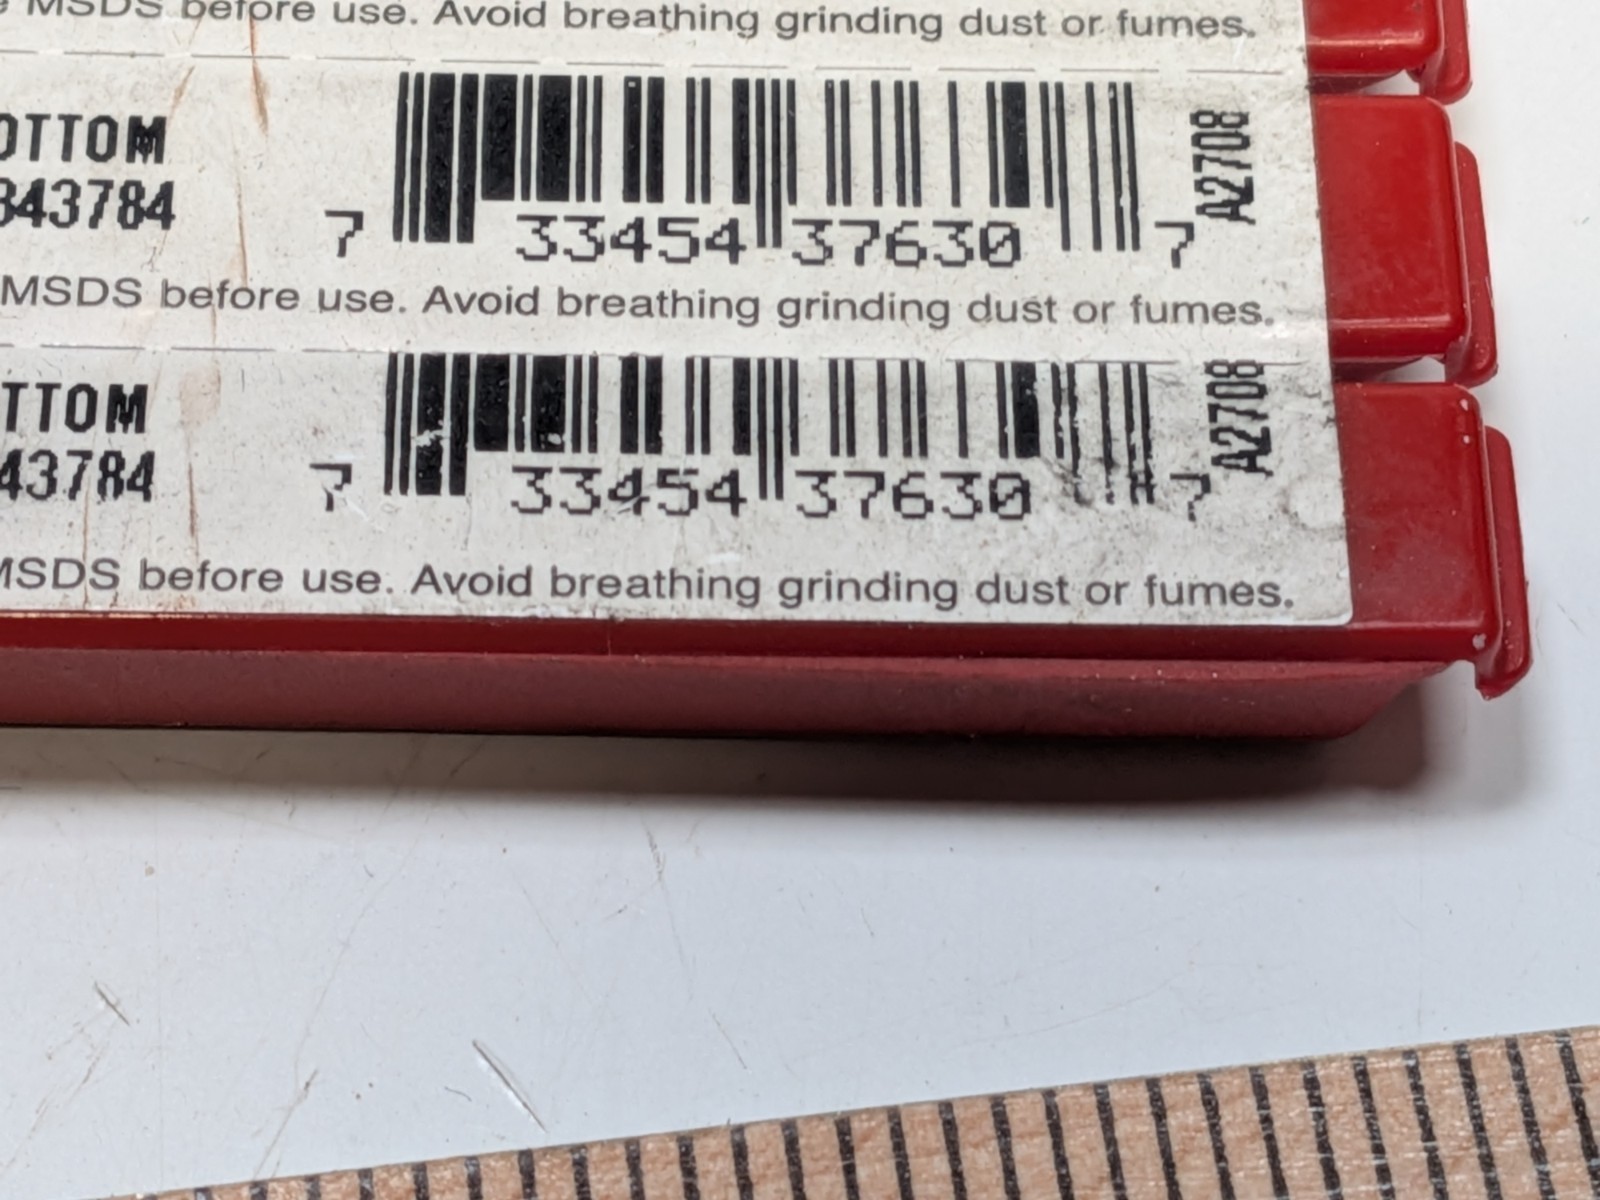 MSDS before use. Avoid breathing grinding dust or fumes.
OTTOM
343784
7 33454 37630 7
A2708
MSDS before use. Avoid breathing grinding dust or fumes.
TTOM
43784
7 33454 37630 7
A2708
MSDS before use. Avoid breathing grinding dust or fumes.